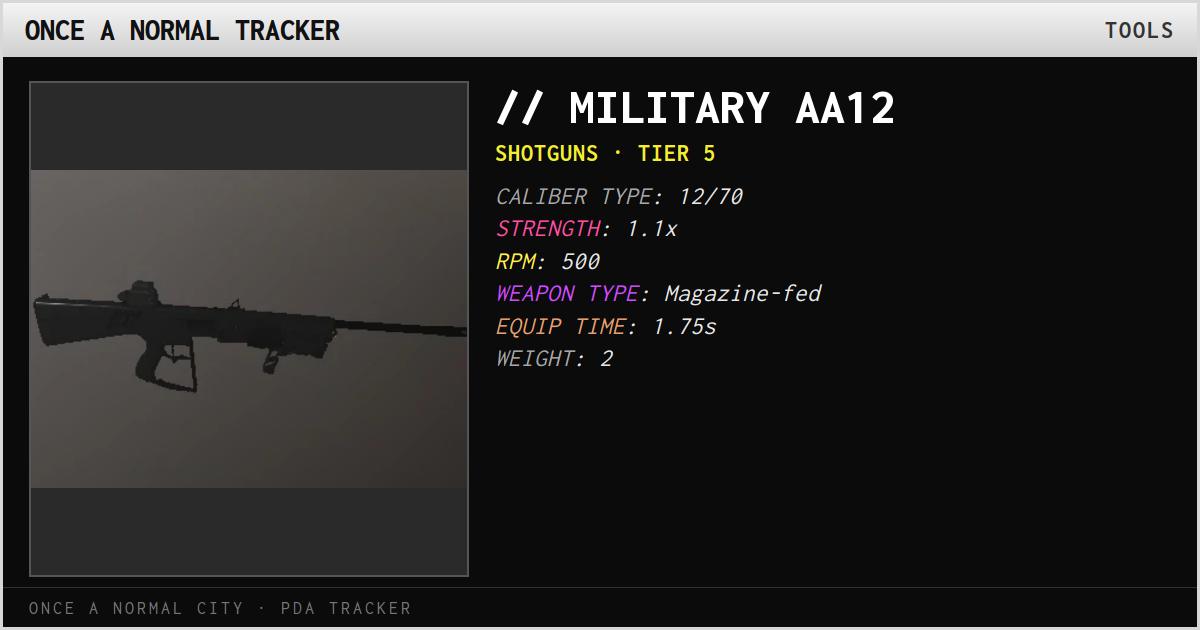 ONCE A NORMAL TRACKER
TOOLS
// MILITARY AA12
SHOTGUNS · TIER 5
CALIBER TYPE: 12/70
STRENGTH: 1.1x
RPM: 500
WEAPON TYPE: Magazine-fed
EQUIP TIME: 1.75s
WEIGHT: 2
ONCE A NORMAL CITY · PDA TRACKER